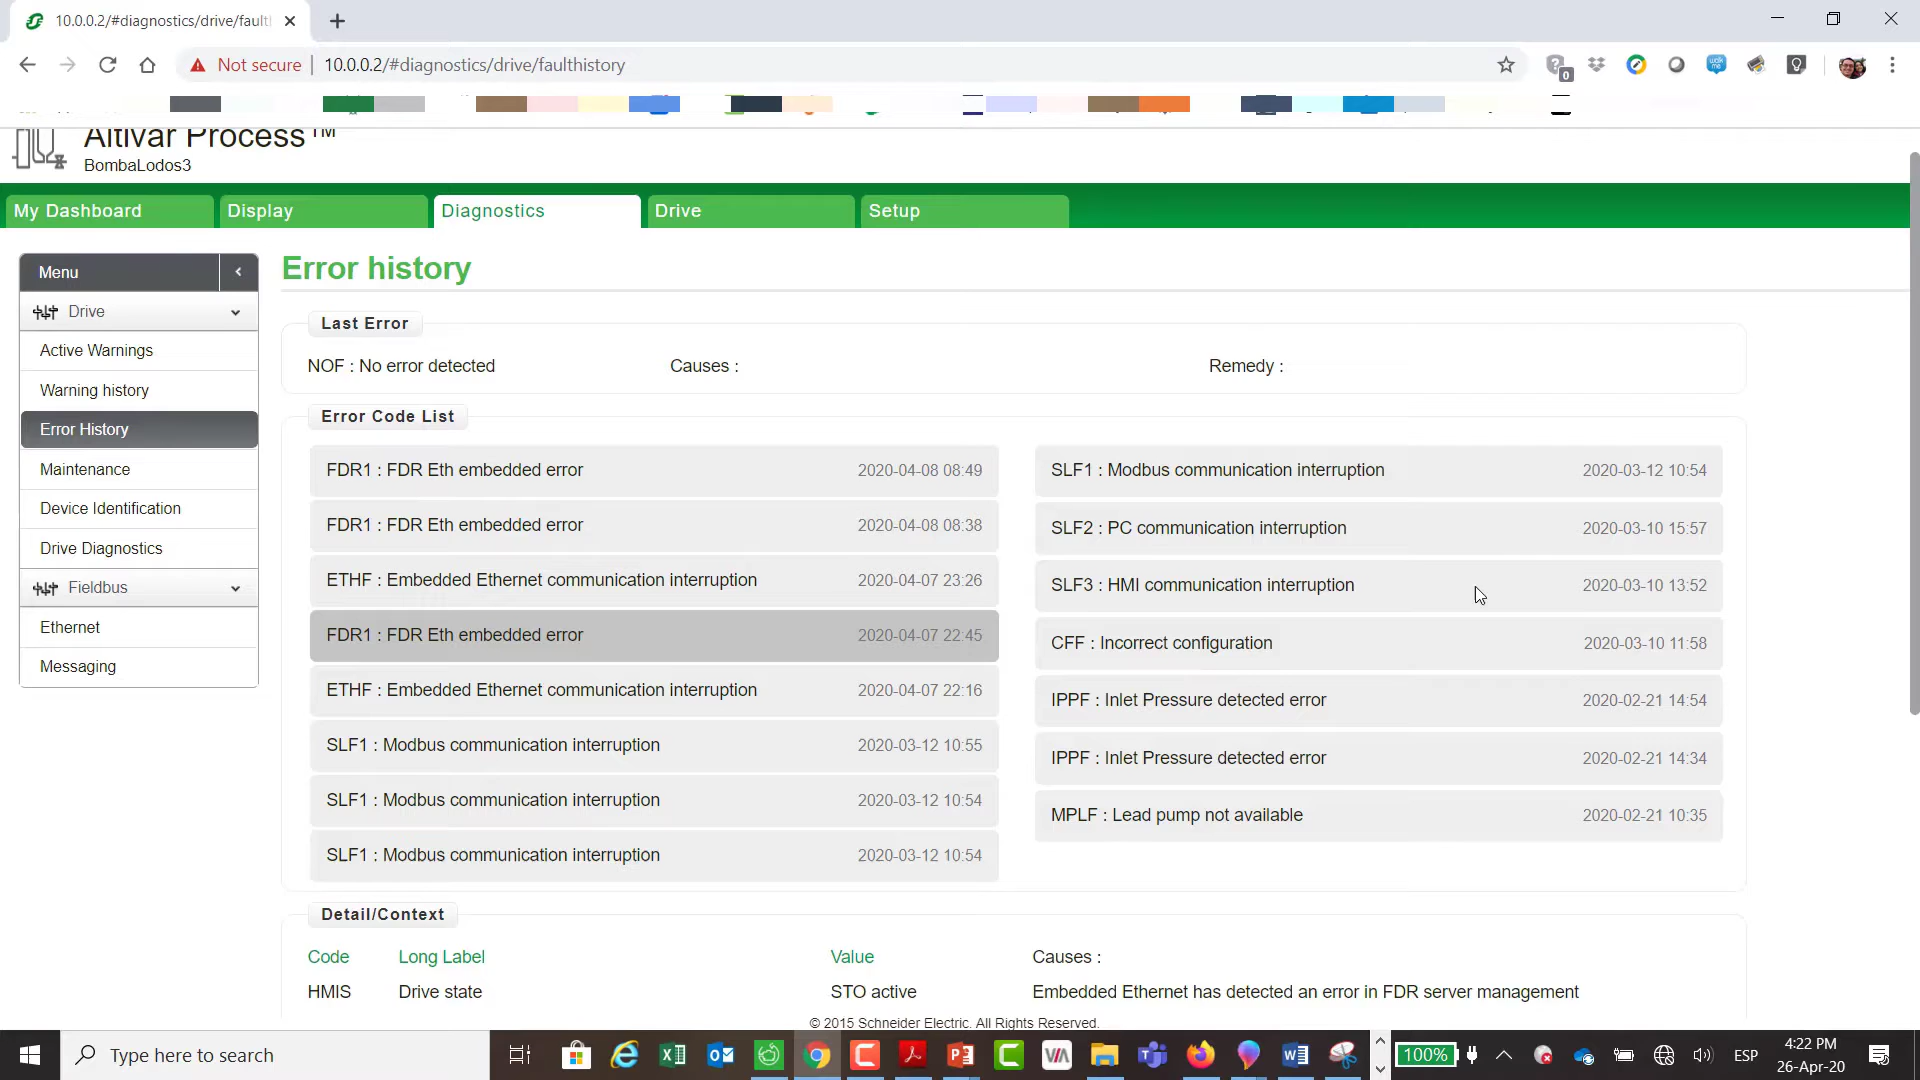 10.0.0.2/#diagnostics/drive/fault
Not secure
10.0.0.2/#diagnostics/drive/faulthistory
0
Altivar Process™
BombaLodos3
My Dashboard
Display
Diagnostics
Drive
Setup
Menu
Drive
Active Warnings
Warning history
Error History
Maintenance
Device Identification
Drive Diagnostics
Fieldbus
Ethernet
Messaging
Error history
Last Error
NOF : No error detected
Causes :
Remedy :
Error Code List
FDR1 : FDR Eth embedded error 2020-04-08 08:49
FDR1 : FDR Eth embedded error 2020-04-08 08:38
ETHF : Embedded Ethernet communication interruption 2020-04-07 23:26
FDR1 : FDR Eth embedded error 2020-04-07 22:45
ETHF : Embedded Ethernet communication interruption 2020-04-07 22:16
SLF1 : Modbus communication interruption 2020-03-12 10:55
SLF1 : Modbus communication interruption 2020-03-12 10:54
SLF1 : Modbus communication interruption 2020-03-12 10:54
SLF1 : Modbus communication interruption 2020-03-12 10:54
SLF2 : PC communication interruption 2020-03-10 15:57
SLF3 : HMI communication interruption 2020-03-10 13:52
CFF : Incorrect configuration 2020-03-10 11:58
IPPF : Inlet Pressure detected error 2020-02-21 14:54
IPPF : Inlet Pressure detected error 2020-02-21 14:34
MPLF : Lead pump not available 2020-02-21 10:35
Detail/Context
Code Long Label Value Causes :
HMIS Drive state STO active Embedded Ethernet has detected an error in FDR server management
© 2015 Schneider Electric. All Rights Reserved.
Type here to search
VIA
100%
ESP
4:22 PM
26-Apr-20